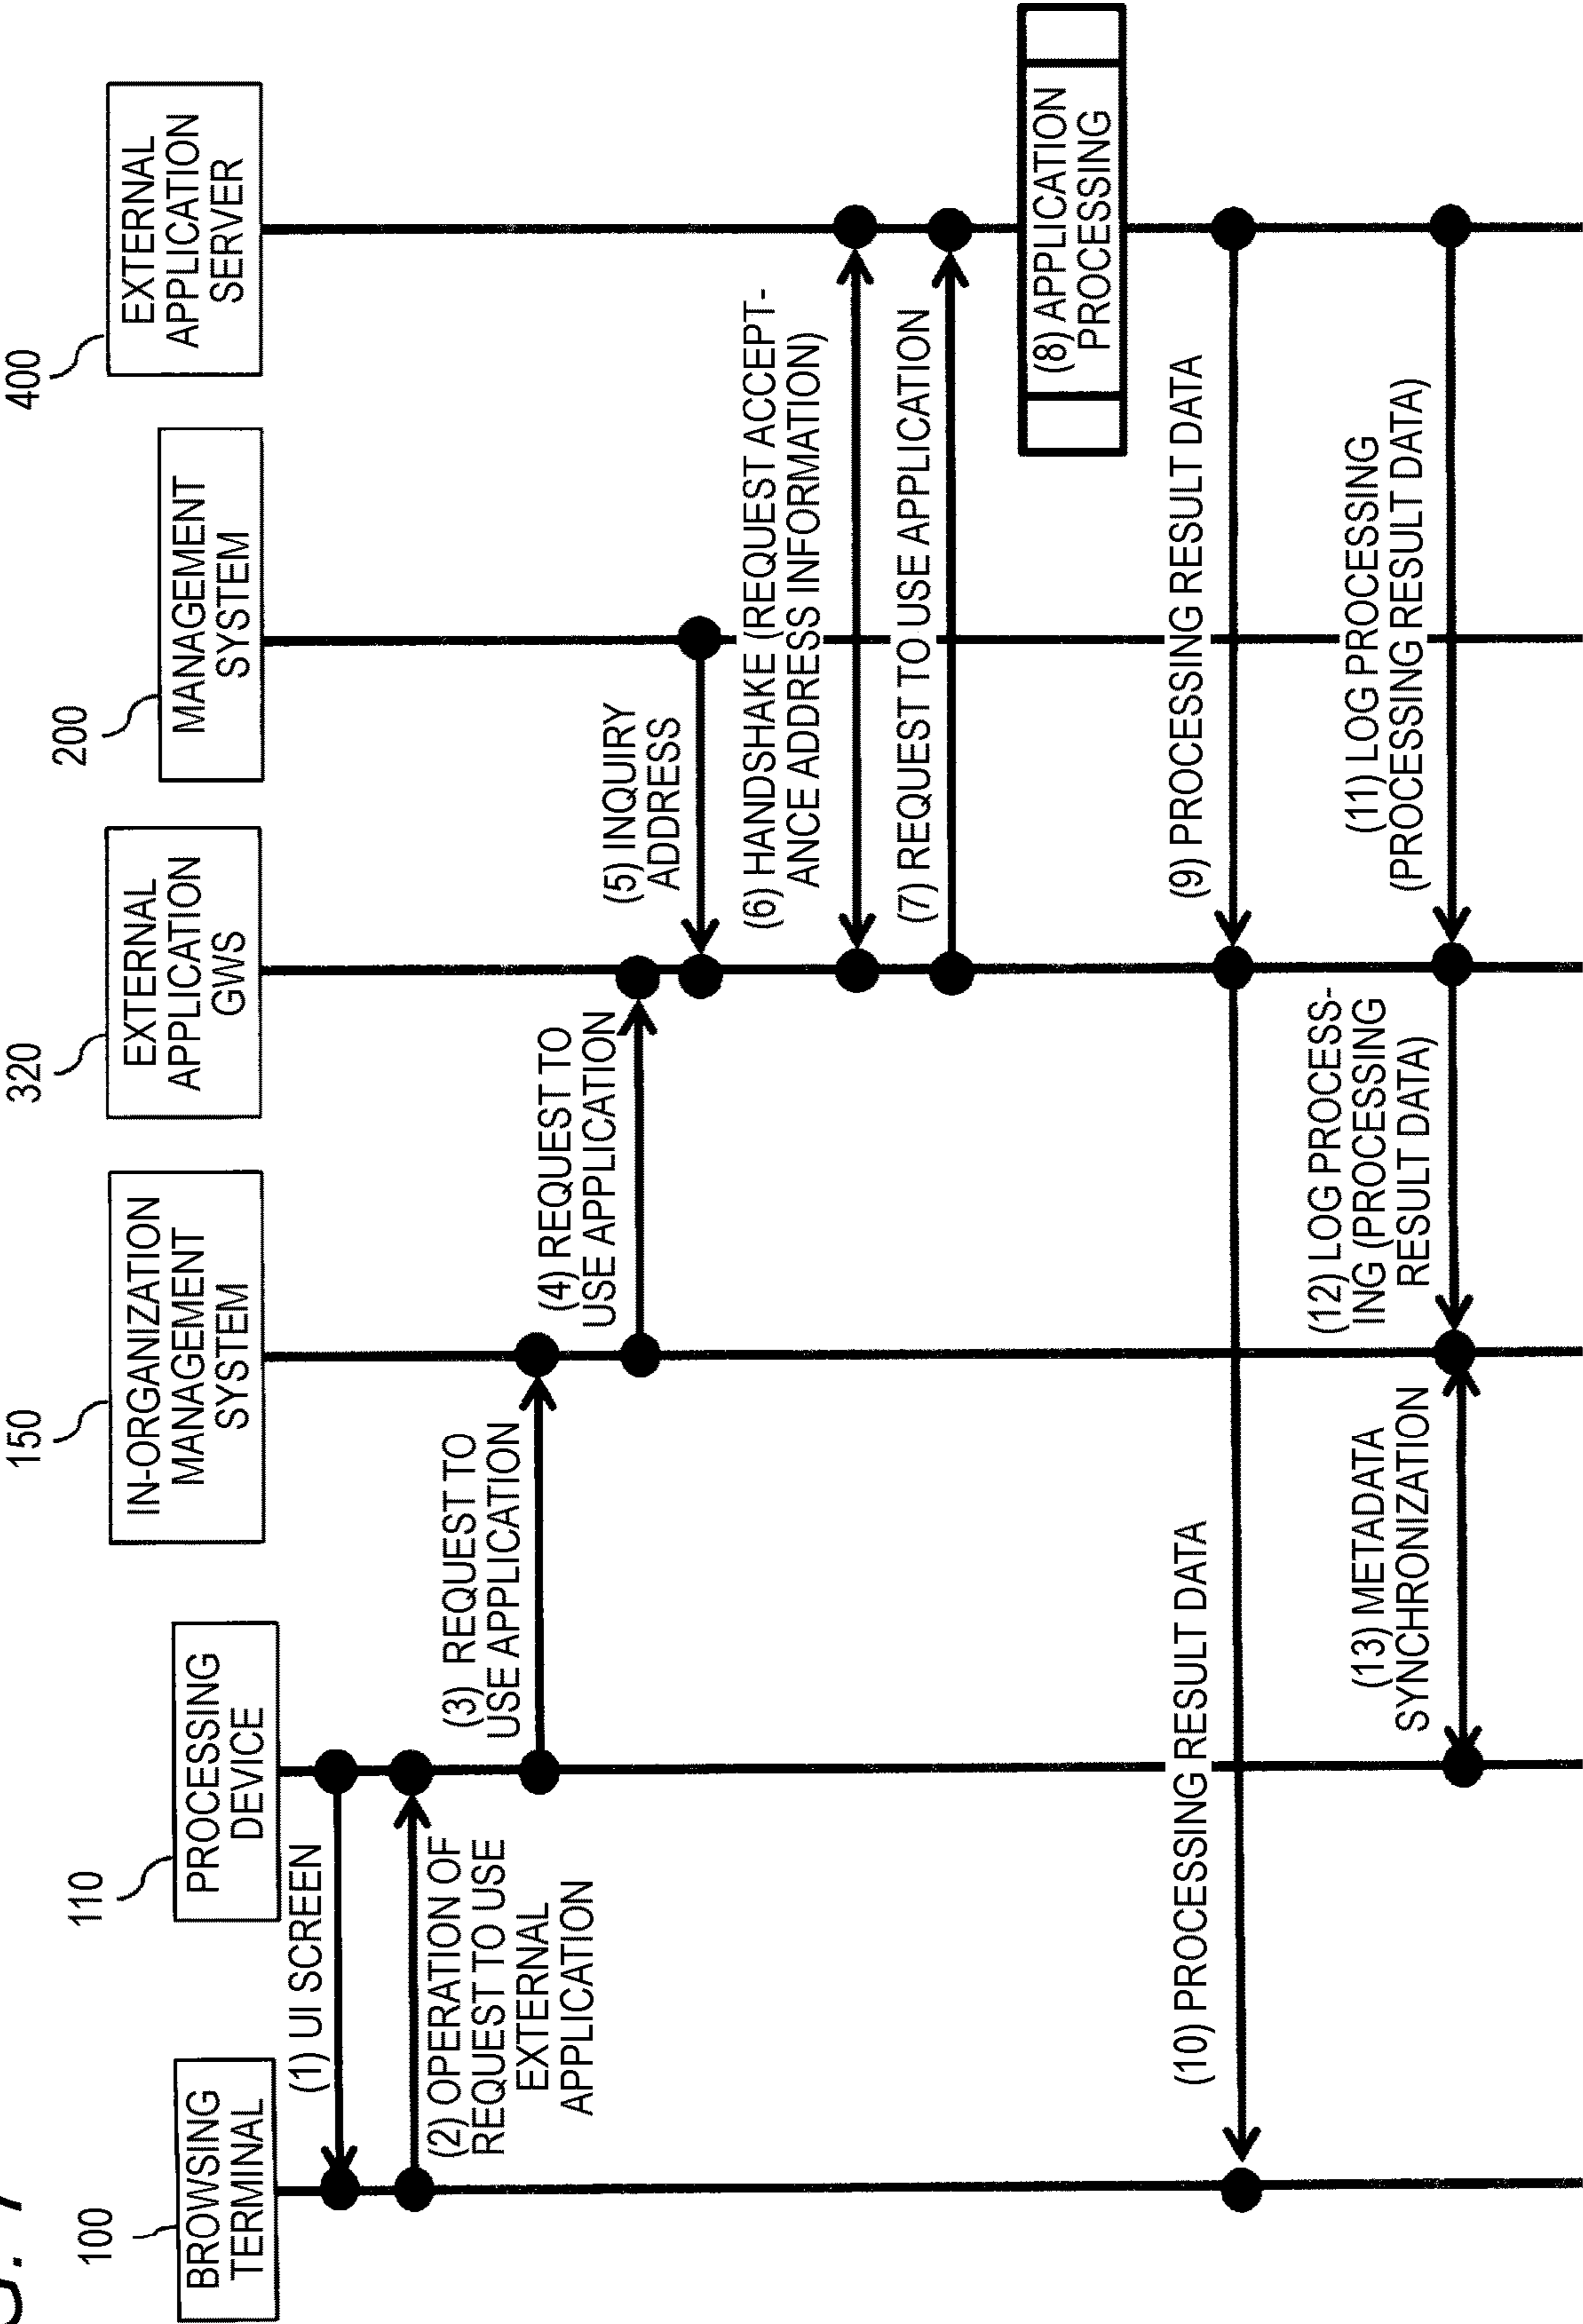 100
BROWSING
TERMINAL
110
PROCESSING
DEVICE
150
IN-ORGANIZATION
MANAGEMENT
SYSTEM
320
EXTERNAL
APPLICATION
GWS
200
MANAGEMENT
SYSTEM
400
EXTERNAL
APPLICATION
SERVER
(1) UI SCREEN
(2) OPERATION OF
REQUEST TO USE
EXTERNAL
APPLICATION
(3) REQUEST TO
USE APPLICATION
(4) REQUEST TO
USE APPLICATION
(5) INQUIRY
ADDRESS
(6) HANDSHAKE (REQUEST ACCEPT-
ANCE ADDRESS INFORMATION)
(7) REQUEST TO USE APPLICATION
(8) APPLICATION
PROCESSING
(9) PROCESSING RESULT DATA
(10) PROCESSING RESULT DATA
(11) LOG PROCESSING
(PROCESSING RESULT DATA)
(12) LOG PROCESS-
ING (PROCESSING
RESULT DATA)
(13) METADATA
SYNCHRONIZATION